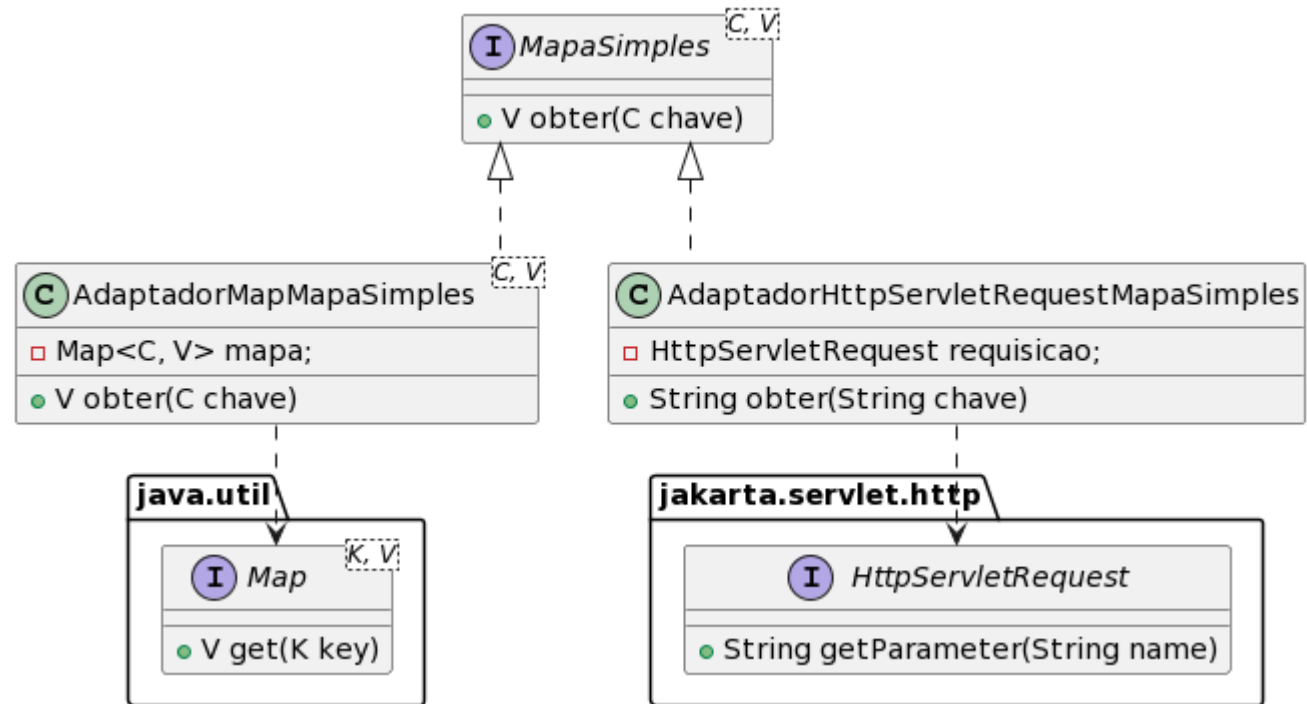 C, V
I MapaSimples
V obter(C chave)
C, V
C AdaptadorMapMapaSimples
Map<C, V> mapa;
V obter(C chave)
C AdaptadorHttpServletRequestMapaSimples
HttpServletRequest requisicao;
String obter(String chave)
java.util
K, V
I Map
V get(K key)
jakarta.servlet.http
I HttpServletRequest
String getParameter(String name)